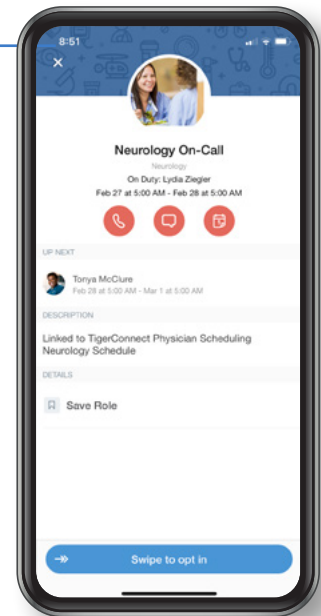 8:51
Neurology On-Call
Neurology
On Duty: Lydia Ziegler
Feb 27 at 5:00 AM - Feb 28 at 5:00 AM
UP NEXT
Tonya McClure
Feb 28 at 5:00 AM - Mar 1 at 5:00 AM
DESCRIPTION
Linked to TigerConnect Physician Scheduling
Neurology Schedule
DETAILS
Save Role
Swipe to opt in